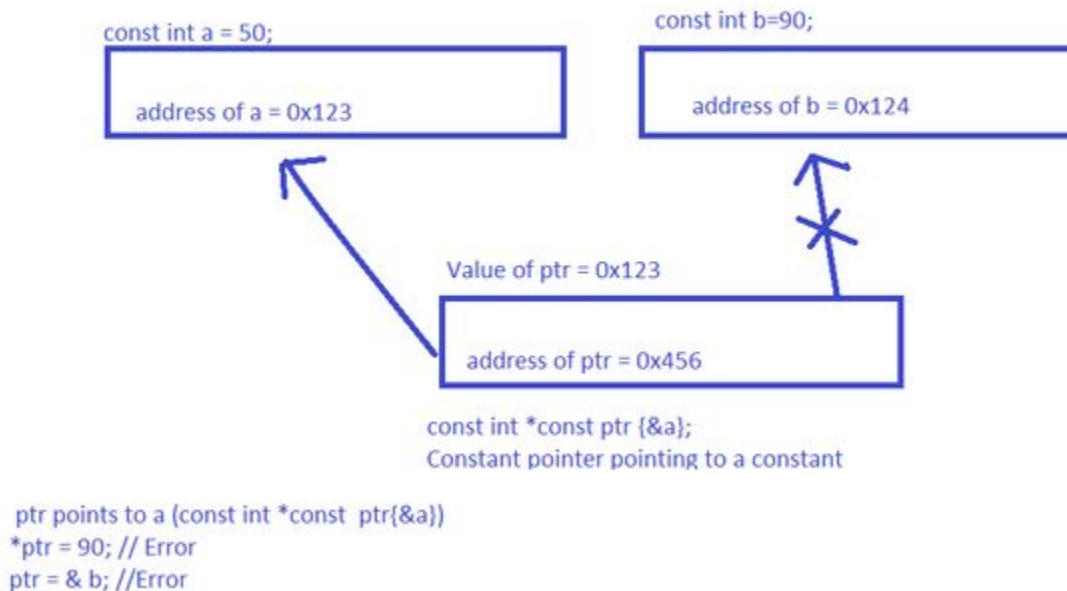 const int a = 50;
const int b=90;
address of a = 0x123
address of b = 0x124
Value of ptr = 0x123
address of ptr = 0x456
const int *const ptr {&a};
Constant pointer pointing to a constant
ptr points to a (const int *const  ptr{&a})
*ptr = 90; // Error
ptr = & b; //Error